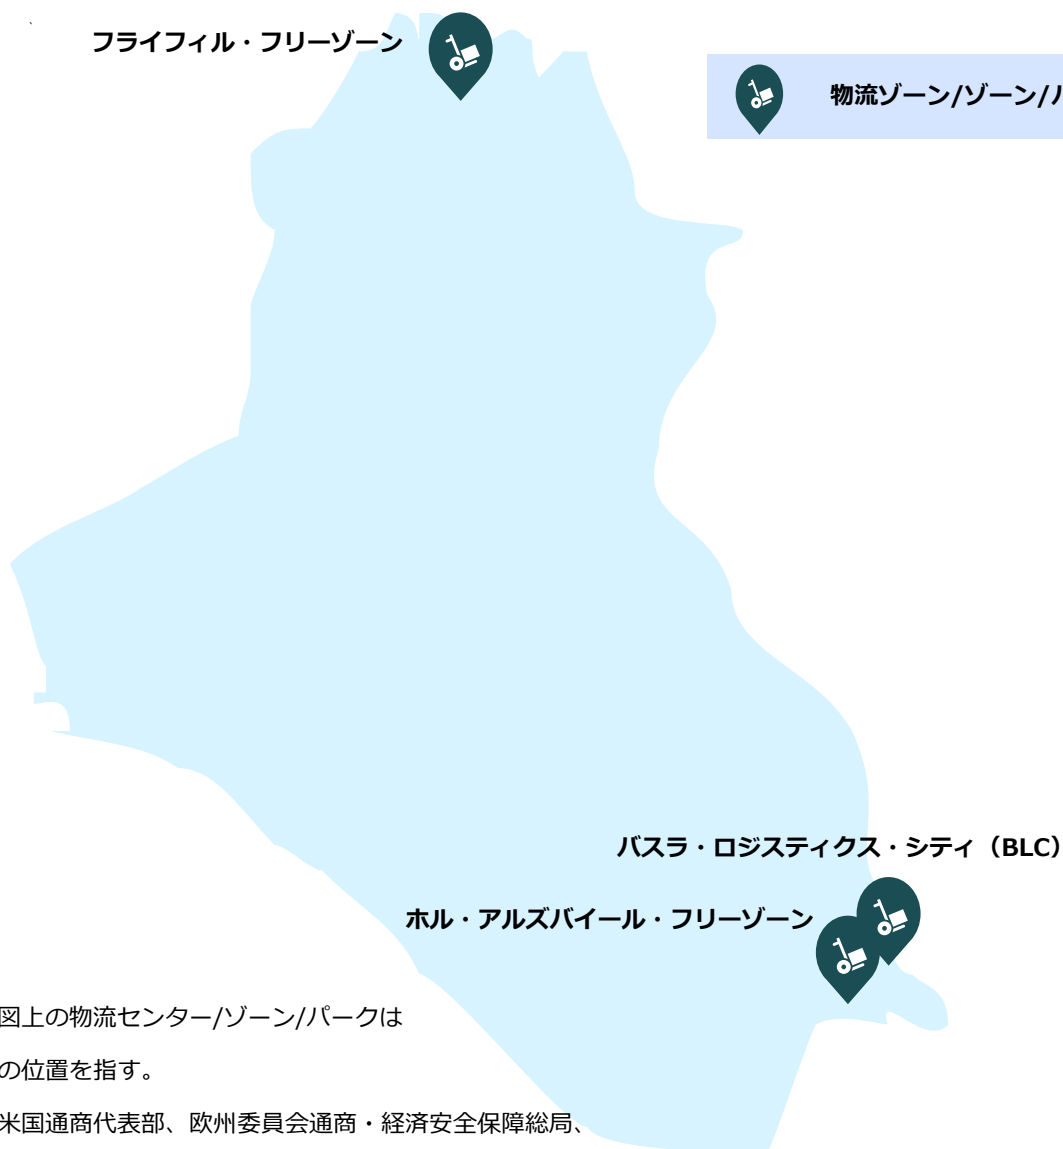 フライフィル・フリーゾーン
物流ゾーン/ゾーン/
バスラ・ロジスティクス・シティ（BLC）
ホル・アルズバイール・フリーゾーン
図上の物流センター/ゾーン/パークは
の位置を指す。
米国通商代表部、欧州委員会通商・経済安全保障総局、